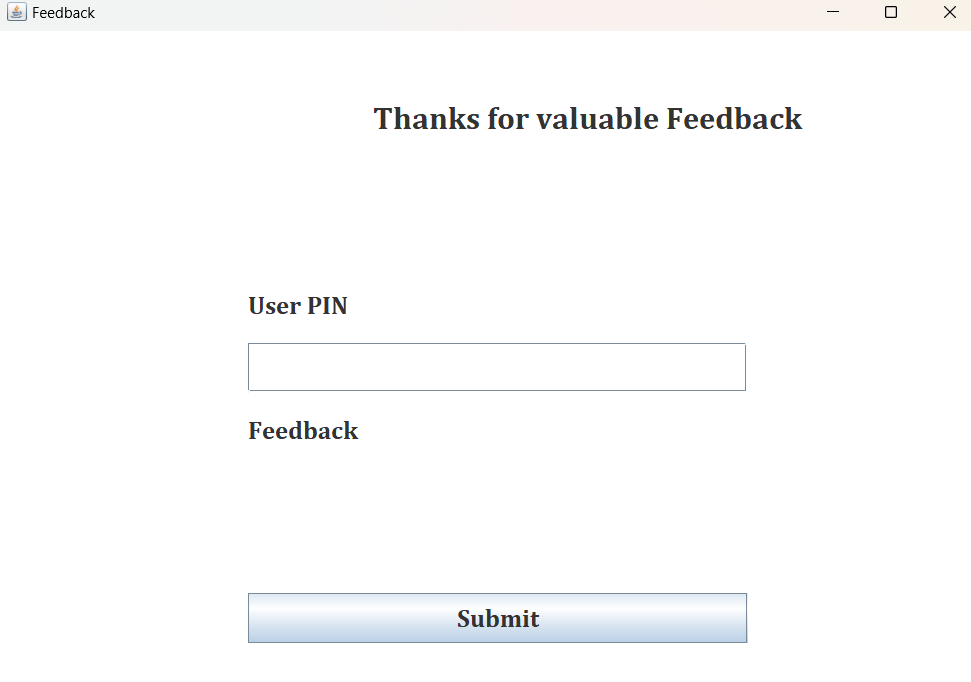 Feedback
Thanks for valuable Feedback
User PIN
Feedback
Submit